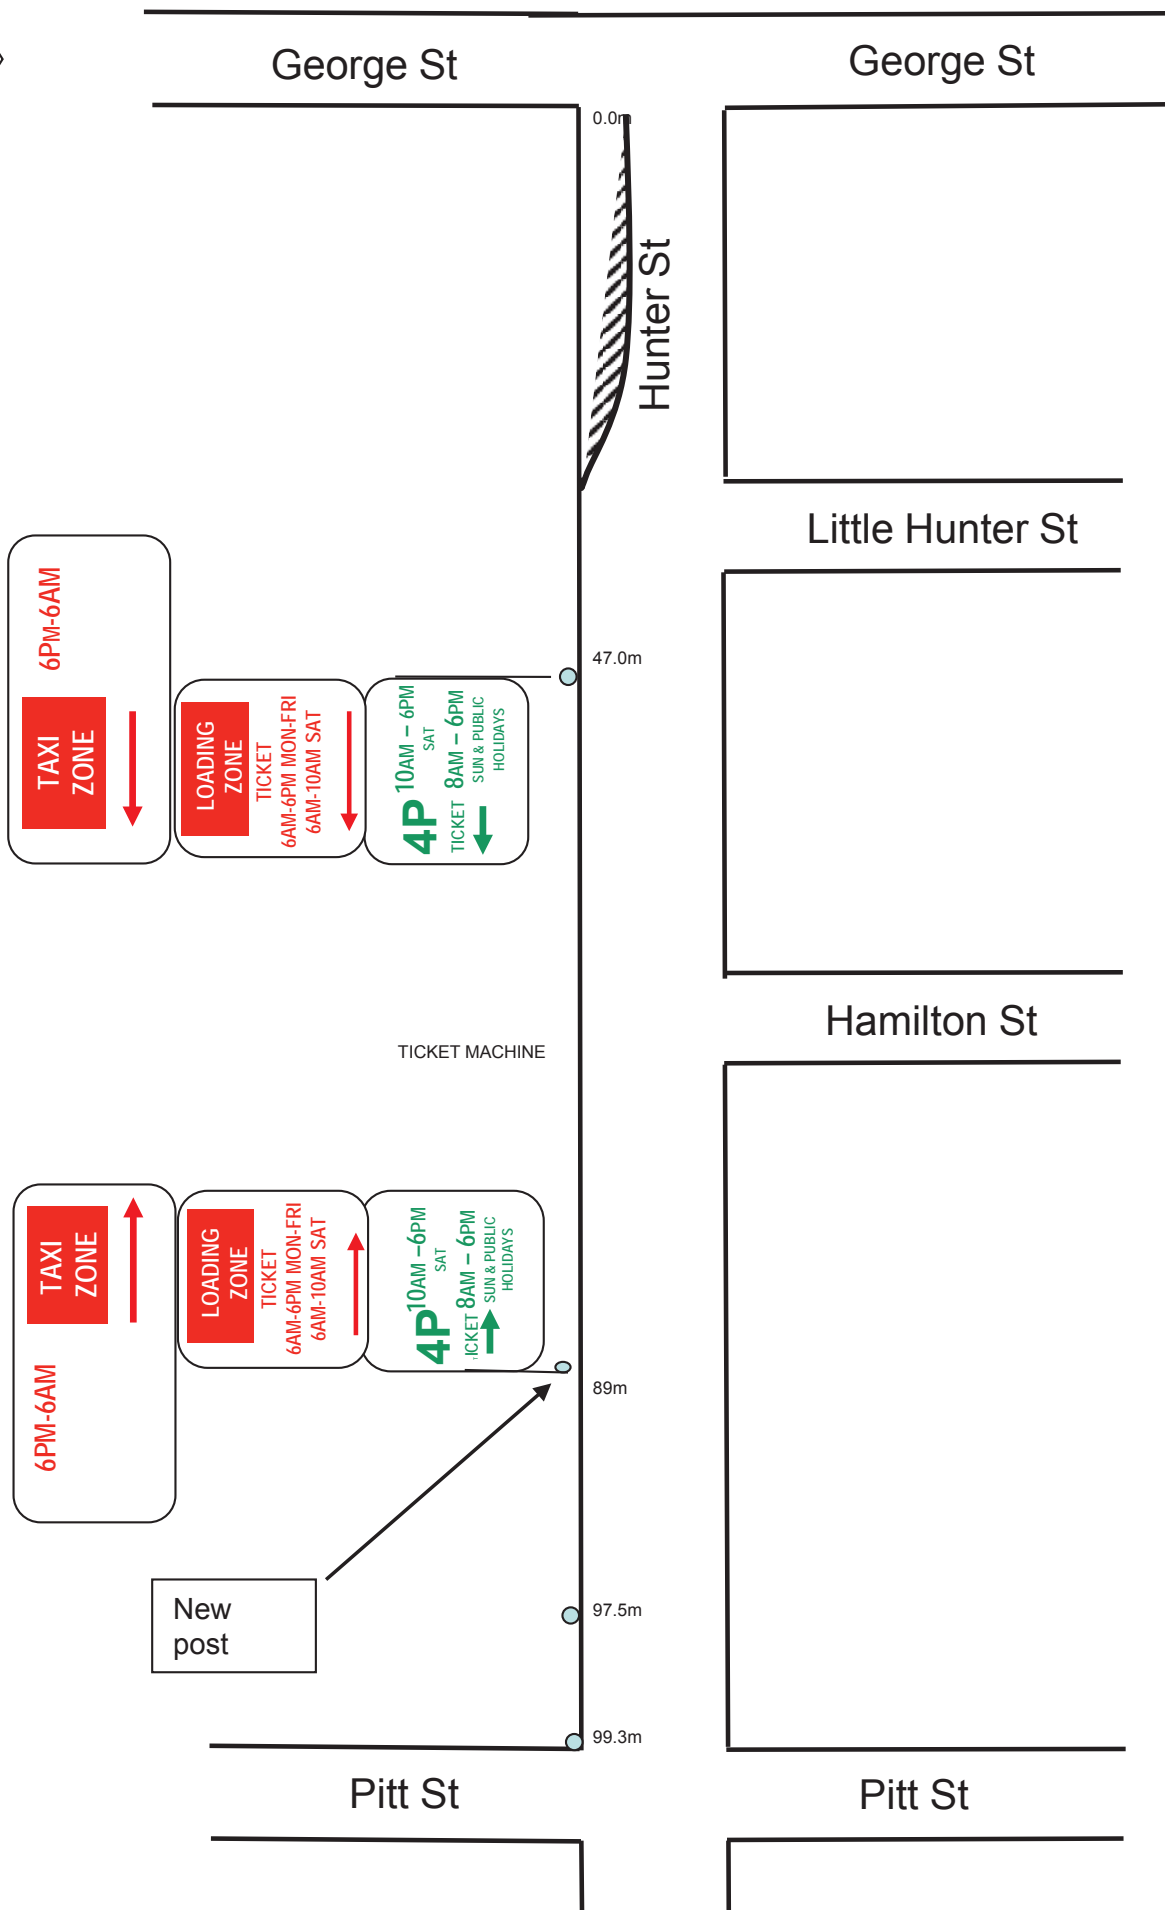 George St
George St
0.0m
Hunter St
Little Hunter St
6PM-6AM
TAXI
ZONE
LOADING
ZONE
TICKET
6AM-6PM MON-FRI
6AM-10AM SAT
4P 10AM – 6PM
SAT
TICKET 8AM – 6PM
SUN & PUBLIC
HOLIDAYS
47.0m
Hamilton St
TICKET MACHINE
TAXI
ZONE
6PM-6AM
LOADING
ZONE
TICKET
6AM-6PM MON-FRI
6AM-10AM SAT
4P 10AM –6PM
SAT
TICKET 8AM – 6PM
SUN & PUBLIC
HOLIDAYS
89m
New
post
97.5m
99.3m
Pitt St
Pitt St